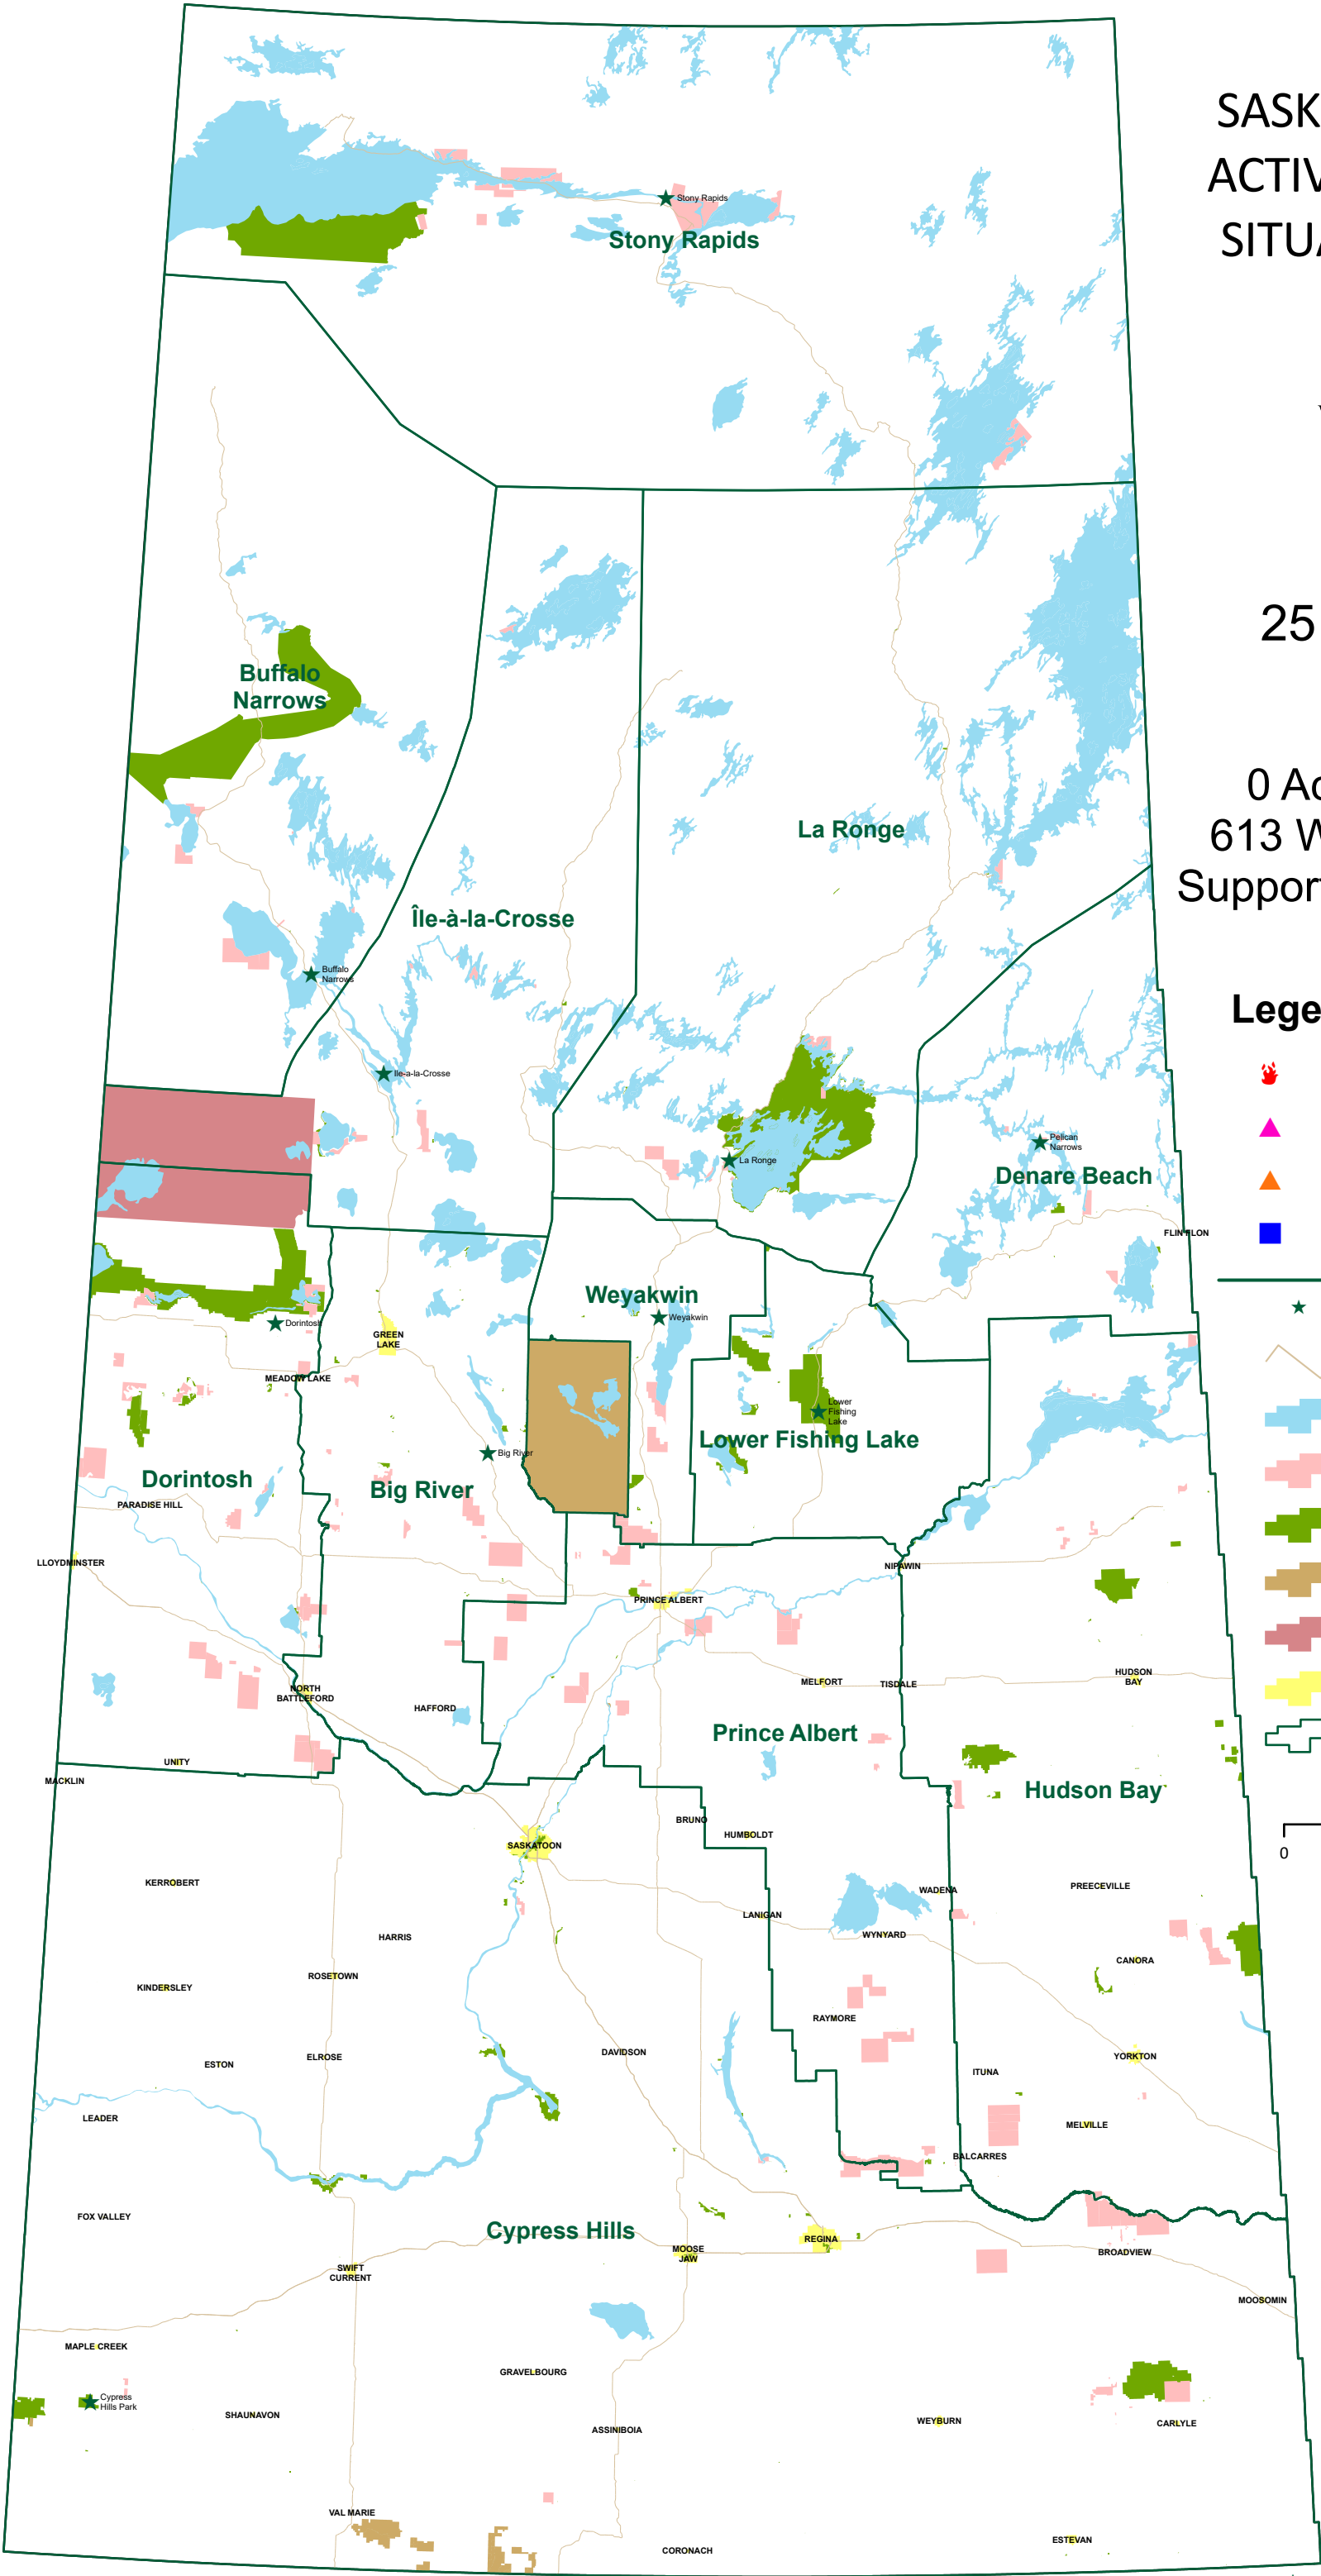 SASK
ACTIV
SITUA
25
0 Ac
613 W
Support
Lege
0
Stony Rapids
Stony Rapids
Buffalo
Narrows
La Ronge
Île-à-la-Crosse
Buffalo
Narrows
Ile-a-la-Crosse
Pelican
Narrows
La Ronge
Denare Beach
FLIN FLON
Weyakwin
Weyakwin
Dorintosh
GREEN
LAKE
MEADOW LAKE
Lower
Fishing
Lake
Lower Fishing Lake
Big River
Dorintosh
Big River
PARADISE HILL
LLOYDMINSTER
NIPAWIN
PRINCE ALBERT
MELFORT
TISDALE
HUDSON
BAY
NORTH
BATTLEFORD
HAFFORD
Prince Albert
UNITY
MACKLIN
Hudson Bay
BRUNO
HUMBOLDT
SASKATOON
KERROBERT
PREECEVILLE
WADENA
LANIGAN
WYNYARD
HARRIS
CANORA
ROSETOWN
KINDERSLEY
RAYMORE
DAVIDSON
YORKTON
ELROSE
ESTON
ITUNA
LEADER
MELVILLE
BALCARRES
FOX VALLEY
Cypress Hills
REGINA
MOOSE
JAW
BROADVIEW
SWIFT
CURRENT
MOOSOMIN
MAPLE CREEK
GRAVELBOURG
Cypress
Hills Park
SHAUNAVON
WEYBURN
CARLYLE
ASSINIBOIA
VAL MARIE
ESTEVAN
CORONACH